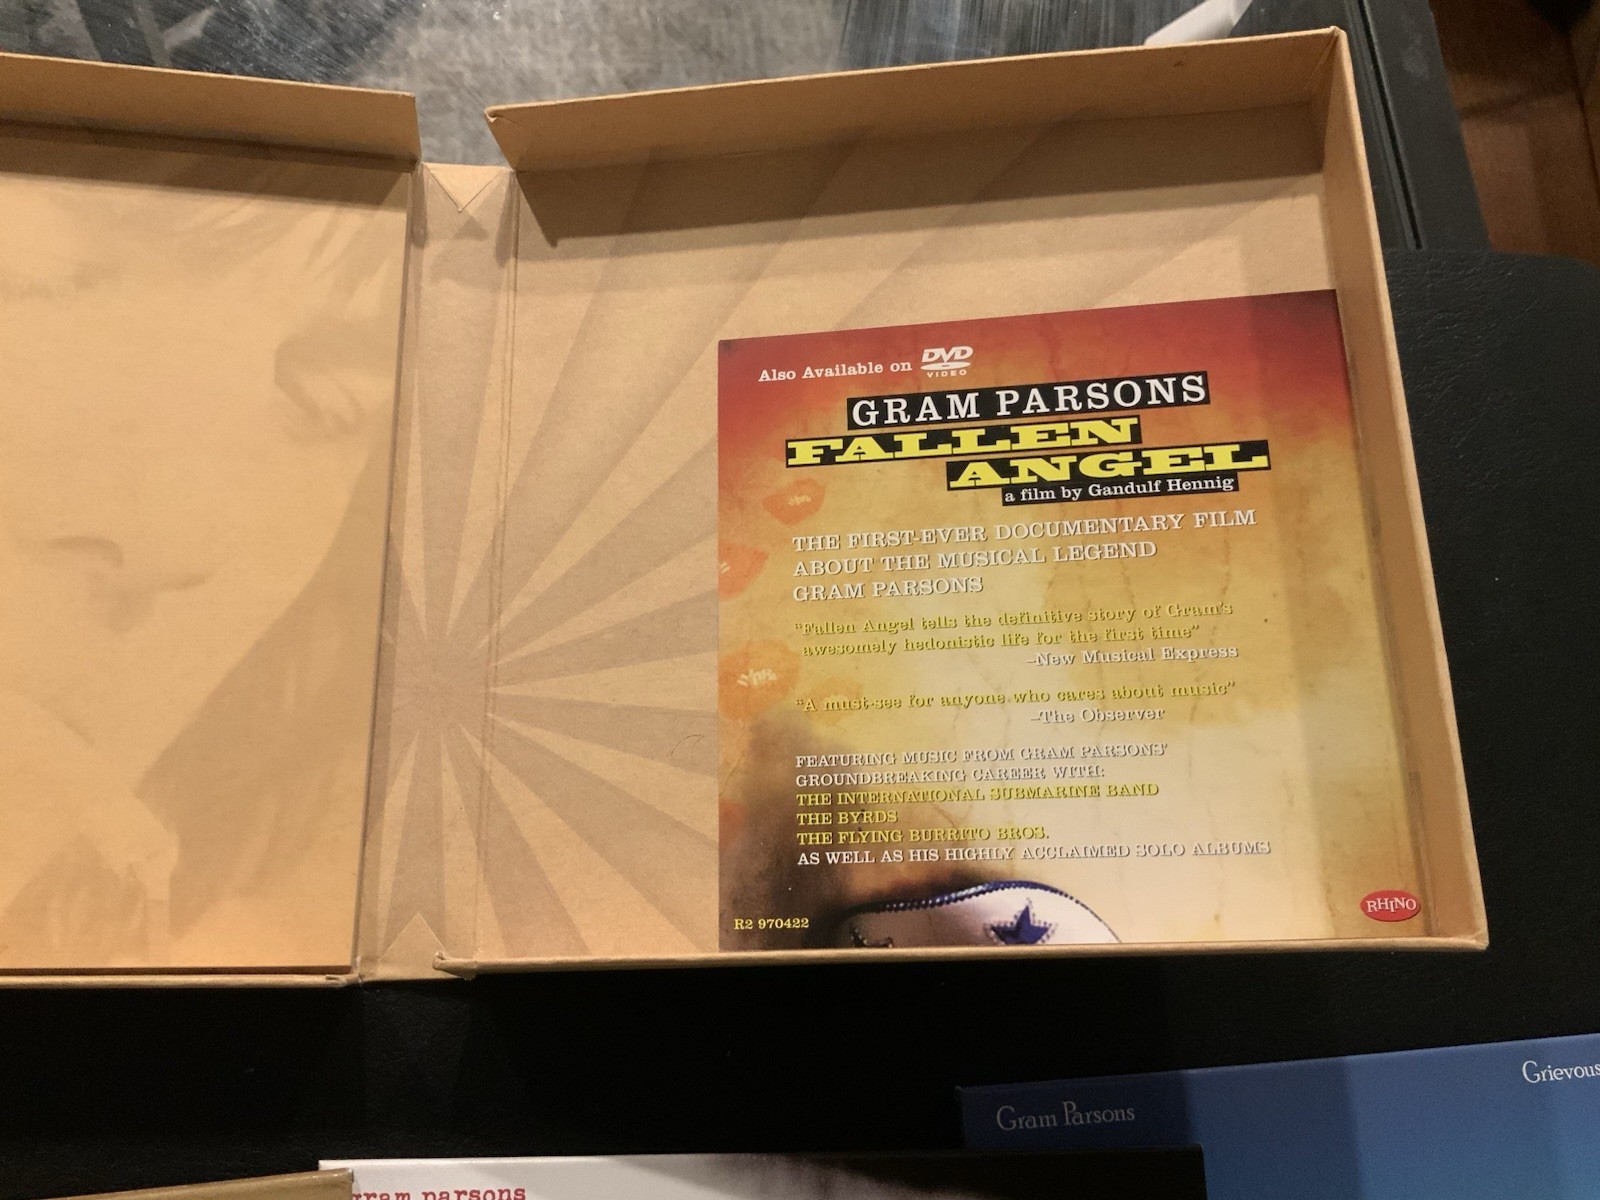 Also Available on DVD VIDEO
GRAM PARSONS
FALLEN
ANGEL
a film by Gandulf Hennig
THE FIRST-EVER DOCUMENTARY FILM
ABOUT THE MUSICAL LEGEND
GRAM PARSONS
"Fallen Angel tells the definitive story of Gram's
awesomely hedonistic life for the first time"
–New Musical Express
"A must-see for anyone who cares about music"
–The Observer
FEATURING MUSIC FROM GRAM PARSONS'
GROUNDBREAKING CAREER WITH:
THE INTERNATIONAL SUBMARINE BAND
THE BYRDS
THE FLYING BURRITO BROS.
AS WELL AS HIS HIGHLY ACCLAIMED SOLO ALBUMS
R2 970422
RHINO
Gram Parsons
Grievous
gram parsons